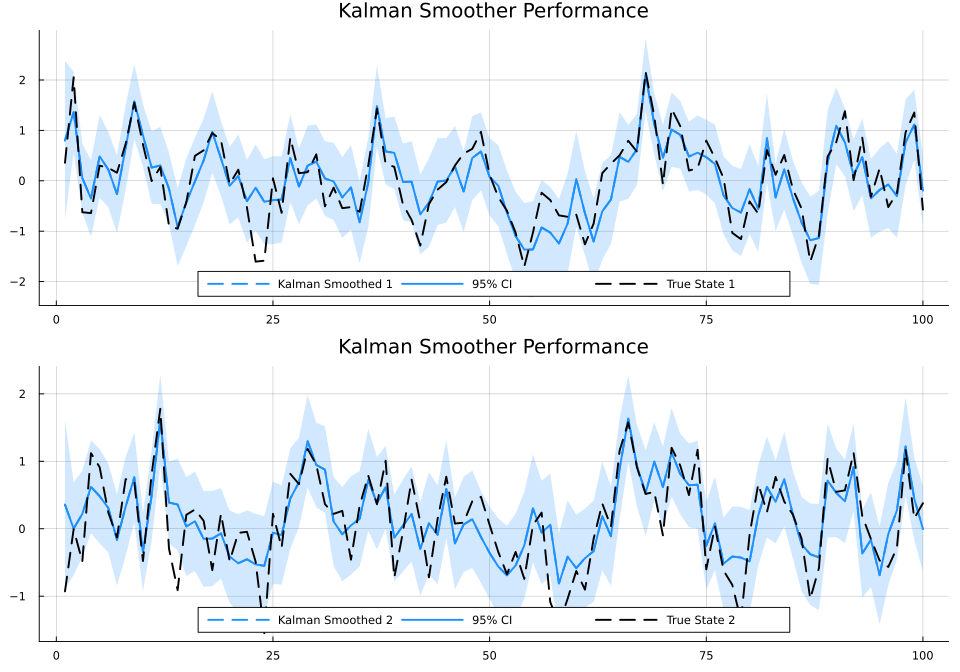 Kalman Smoother Performance
2
1
0
−1
−2
Kalman Smoothed 1 95% CI True State 1
0 25 50 75 100
Kalman Smoother Performance
2
1
0
−1
Kalman Smoothed 2 95% CI True State 2
0 25 50 75 100